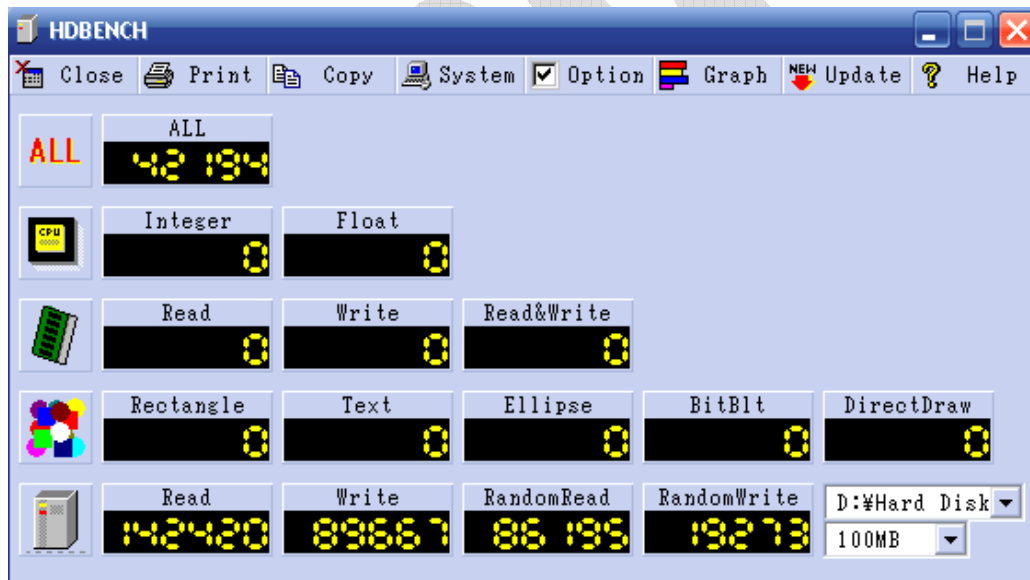 HDBENCH
Close Print Copy System Option Graph NEW Update ? Help
ALL ALL
42194
CPU Integer Float
0 0
Read Write Read&Write
0 0 0
Rectangle Text Ellipse BitBlt DirectDraw
0 0 0 0 0
Read Write RandomRead RandomWrite D:¥Hard Disk
142420 89667 86195 19273 100MB